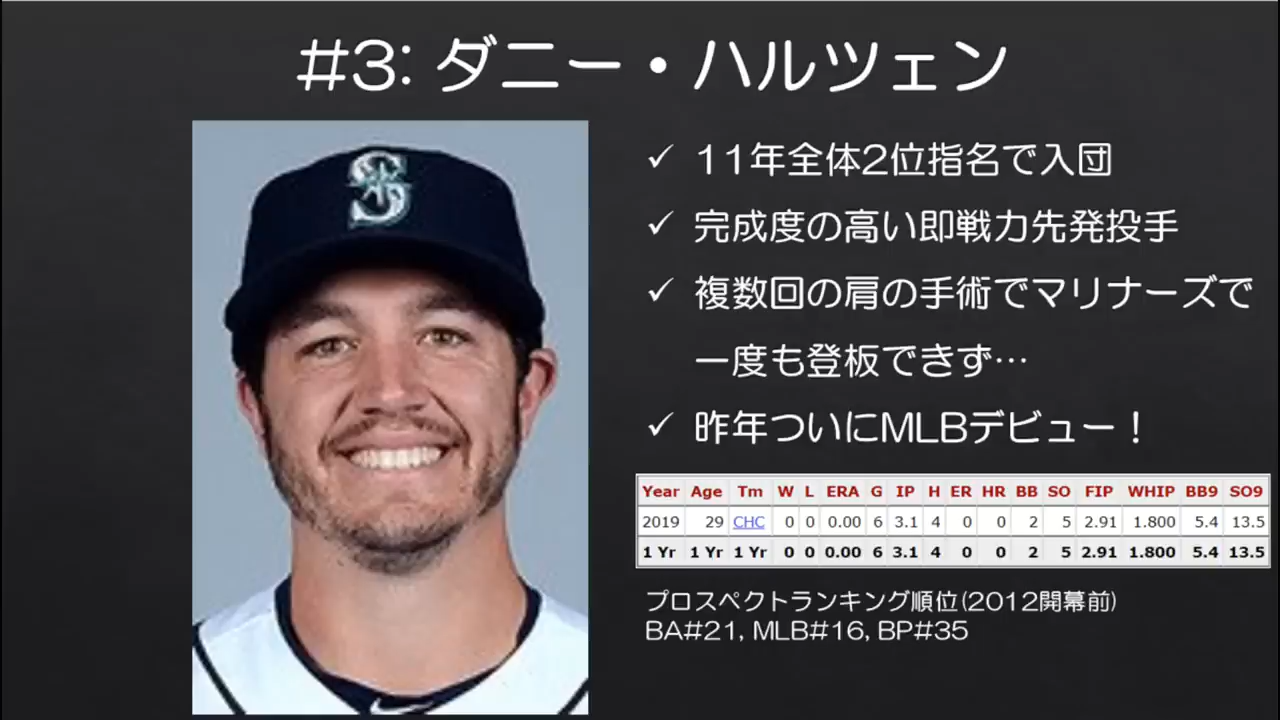 #3: ダニー・ハルツェン
S
✓ 11年全体2位指名で入団
✓ 完成度の高い即戦力先発投手
✓ 複数回の肩の手術でマリナーズで
一度も登板できず…
✓ 昨年ついにMLBデビュー！
Year Age Tm W L ERA G IP H ER HR BB SO FIP WHIP BB9 SO9
2019 29 CHC 0 0 0.00 6 3.1 4 0 0 2 5 2.91 1.800 5.4 13.5
1 Yr 1 Yr 1 Yr 0 0 0.00 6 3.1 4 0 0 2 5 2.91 1.800 5.4 13.5
プロスペクトランキング順位(2012開幕前)
BA#21, MLB#16, BP#35